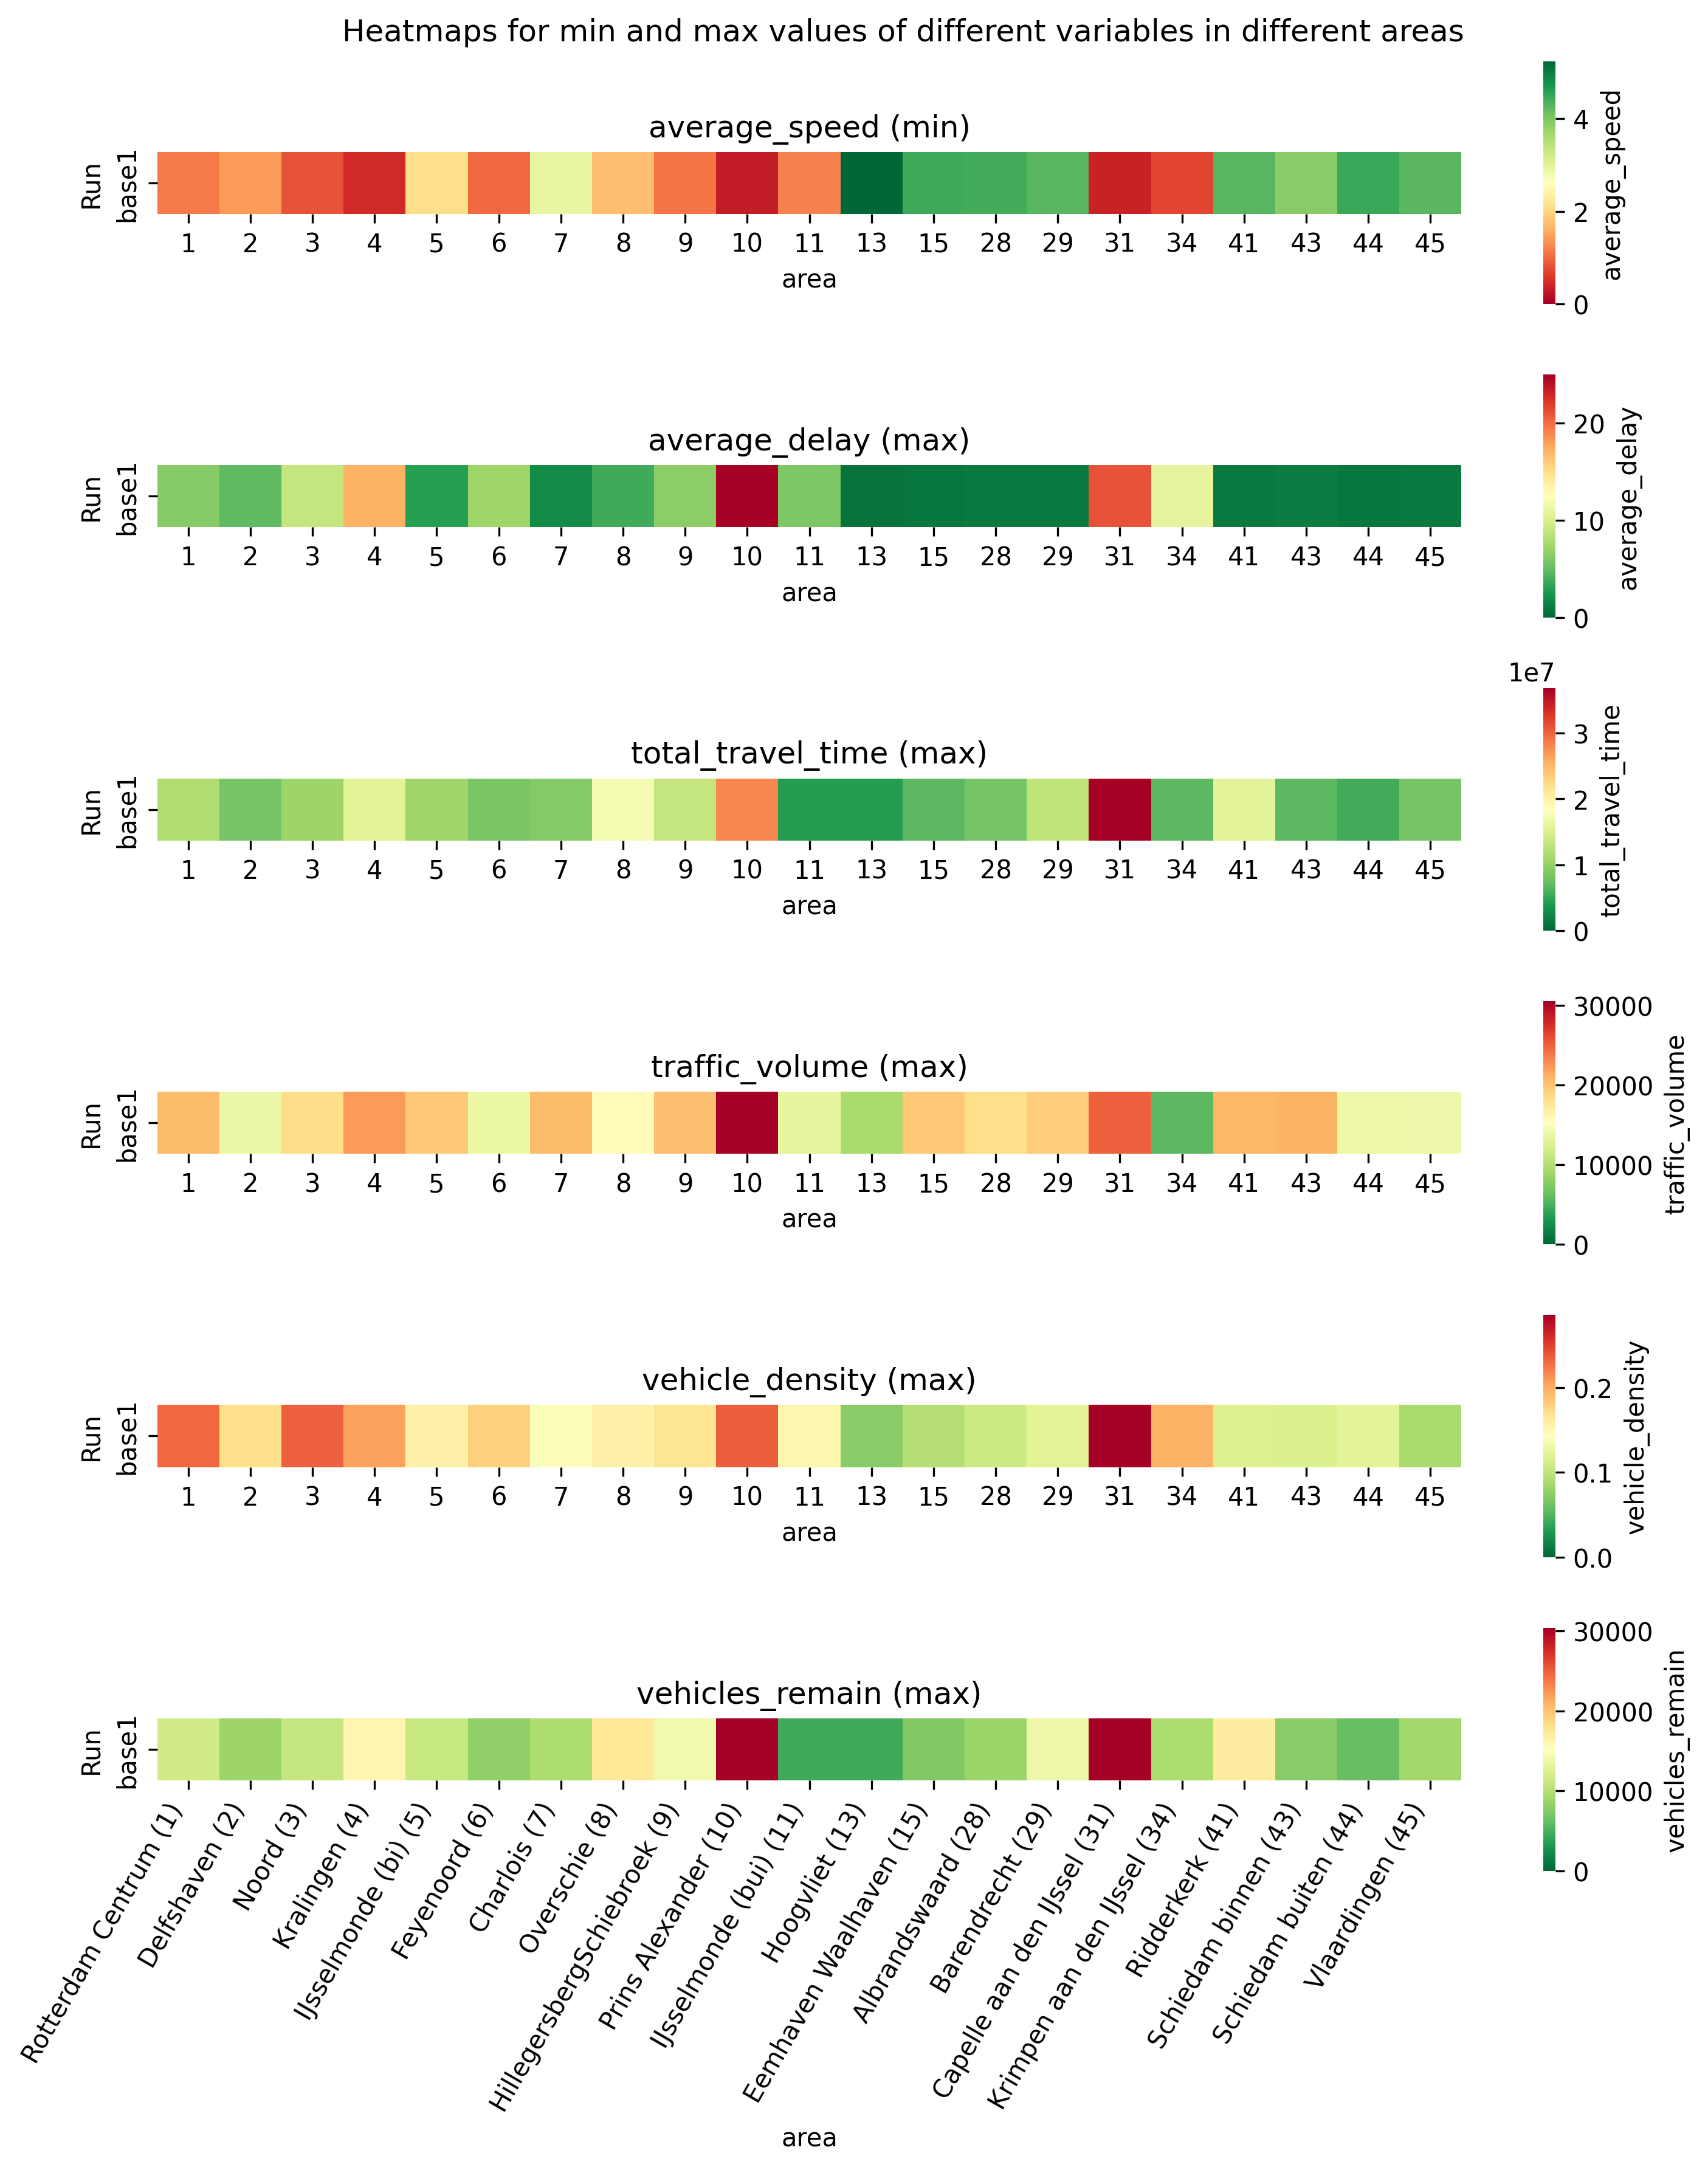 Heatmaps for min and max values of different variables in different areas
average_speed (min)
Run
base1
1 2 3 4 5 6 7 8 9 10 11 13 15 28 29 31 34 41 43 44 45
area
4
2
0
average_speed
average_delay (max)
Run
base1
1 2 3 4 5 6 7 8 9 10 11 13 15 28 29 31 34 41 43 44 45
area
20
10
0
average_delay
total_travel_time (max)
Run
base1
1 2 3 4 5 6 7 8 9 10 11 13 15 28 29 31 34 41 43 44 45
area
1e7
3
2
1
0
total_travel_time
traffic_volume (max)
Run
base1
1 2 3 4 5 6 7 8 9 10 11 13 15 28 29 31 34 41 43 44 45
area
30000
20000
10000
0
traffic_volume
vehicle_density (max)
Run
base1
1 2 3 4 5 6 7 8 9 10 11 13 15 28 29 31 34 41 43 44 45
area
0.2
0.1
0.0
vehicle_density
vehicles_remain (max)
Run
base1
Rotterdam Centrum (1)
Delfshaven (2)
Noord (3)
Kralingen (4)
IJsselmonde (bi) (5)
Feyenoord (6)
Charlois (7)
Overschie (8)
HillegersbergSchiebroek (9)
Prins Alexander (10)
IJsselmonde (bui) (11)
Hoogvliet (13)
Eemhaven Waalhaven (15)
Albrandswaard (28)
Barendrecht (29)
Capelle aan den IJssel (31)
Krimpen aan den IJssel (34)
Ridderkerk (41)
Schiedam binnen (43)
Schiedam buiten (44)
Vlaardingen (45)
area
30000
20000
10000
0
vehicles_remain